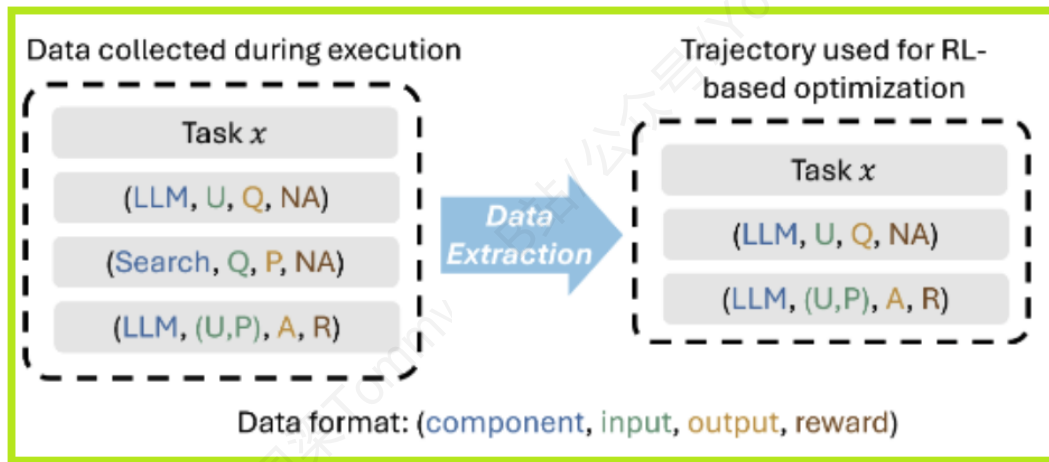 Data collected during execution
Task x
(LLM, U, Q, NA)
(Search, Q, P, NA)
(LLM, (U,P), A, R)
Data
Extraction
Trajectory used for RL-
based optimization
Task x
(LLM, U, Q, NA)
(LLM, (U,P), A, R)
Data format: (component, input, output, reward)